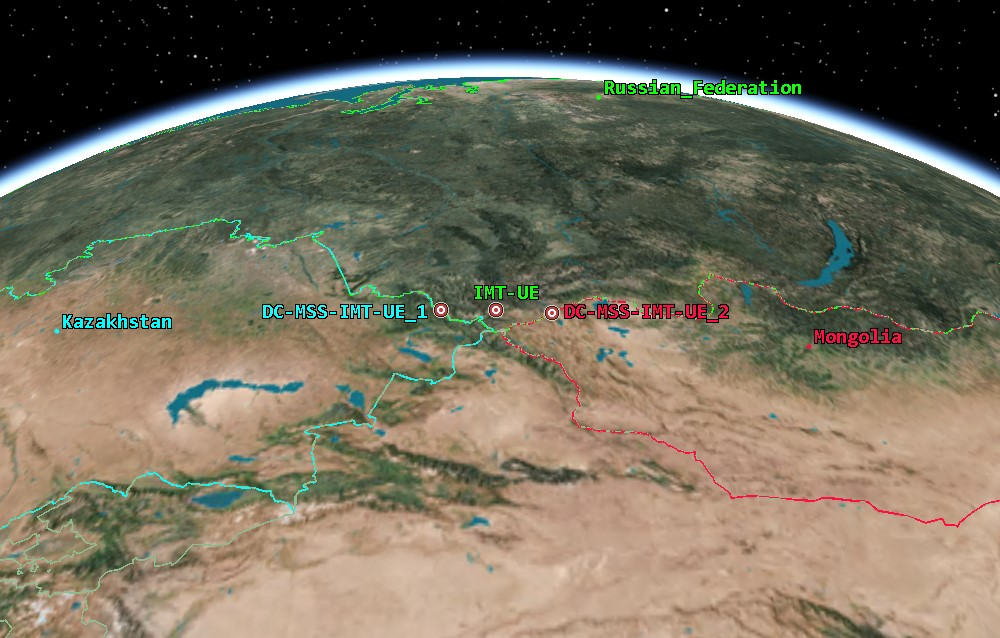 Russian_Federation
IMT-UE
DC-MSS-IMT-UE_1
DC-MSS-IMT-UE_2
Kazakhstan
Mongolia